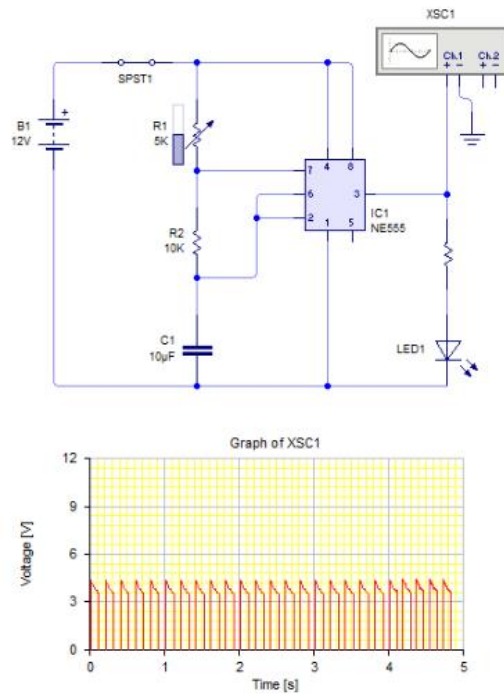 XSC1
Ch.1 Ch.2
+ − + −
SPST1
B1
12V
+
R1
5K
7
6
2
4
8
3
1
5
IC1
NE555
R2
10K
C1
10µF
LED1
Graph of XSC1
Voltage [V]
12
9
6
3
0
0 1 2 3 4 5
Time [s]